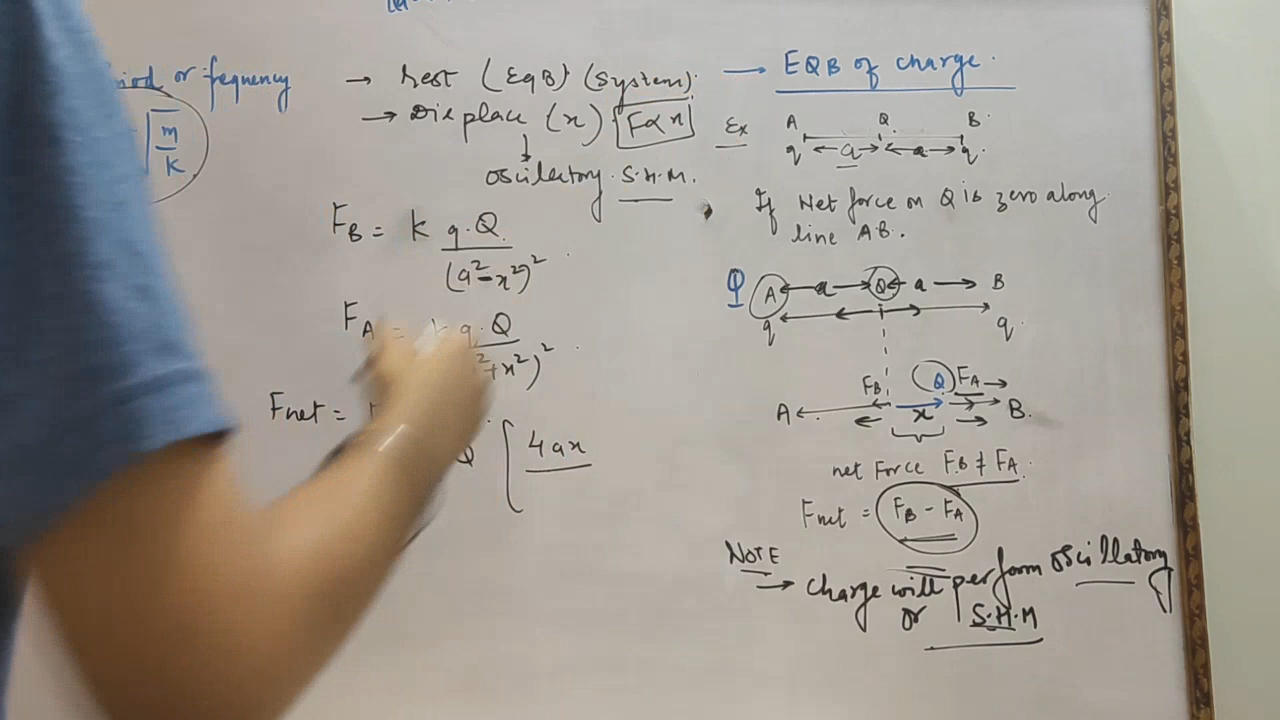 or frequency
√m/k
→ Rest (EqB) (System)
→ Displace (x) F∝x
↓
oscilatory S.H.M.
F_B = k q.Q / (a²-x²)²
F_A = q.Q / +x²)²
Fnet =
Q [ 4ax
→ EQB of charge.
Ex
A Q B
q ← a → ← a → q.
If Net force on Q is zero along
line AB.
A ← a → Q ← a → B
q q
F_B Q F_A →
A ← x B.
net Force F_B ≠ F_A
Fnet = F_B - F_A
NOTE
→ charge will perform oscillatory
or S.H.M